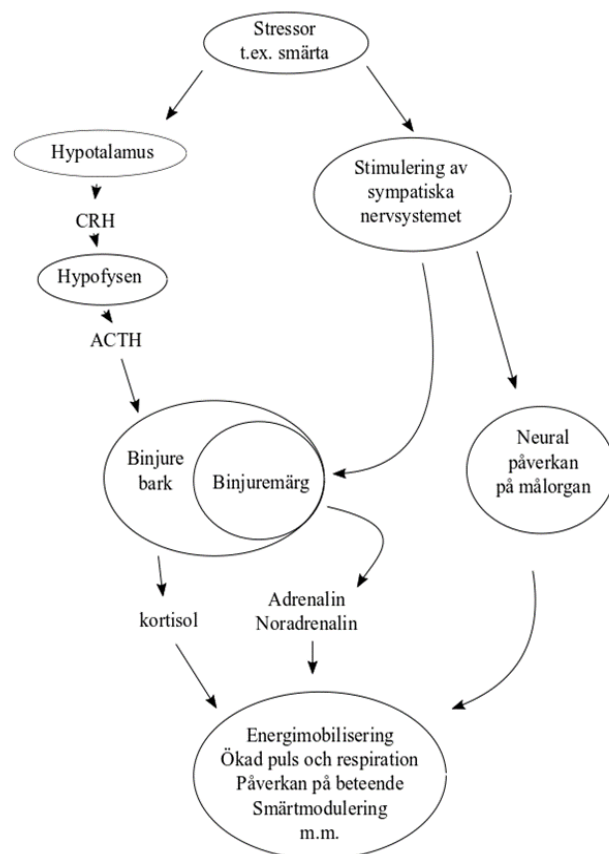 Stressor
t.ex. smärta
Hypotalamus
Stimulering av
sympatiska
nervsystemet
CRH
Hypofysen
ACTH
Binjure
bark
Binjuremärg
Neural
påverkan
på målorgan
kortisol
Adrenalin
Noradrenalin
Energimobilisering
Ökad puls och respiration
Påverkan på beteende
Smärtmodulering
m.m.